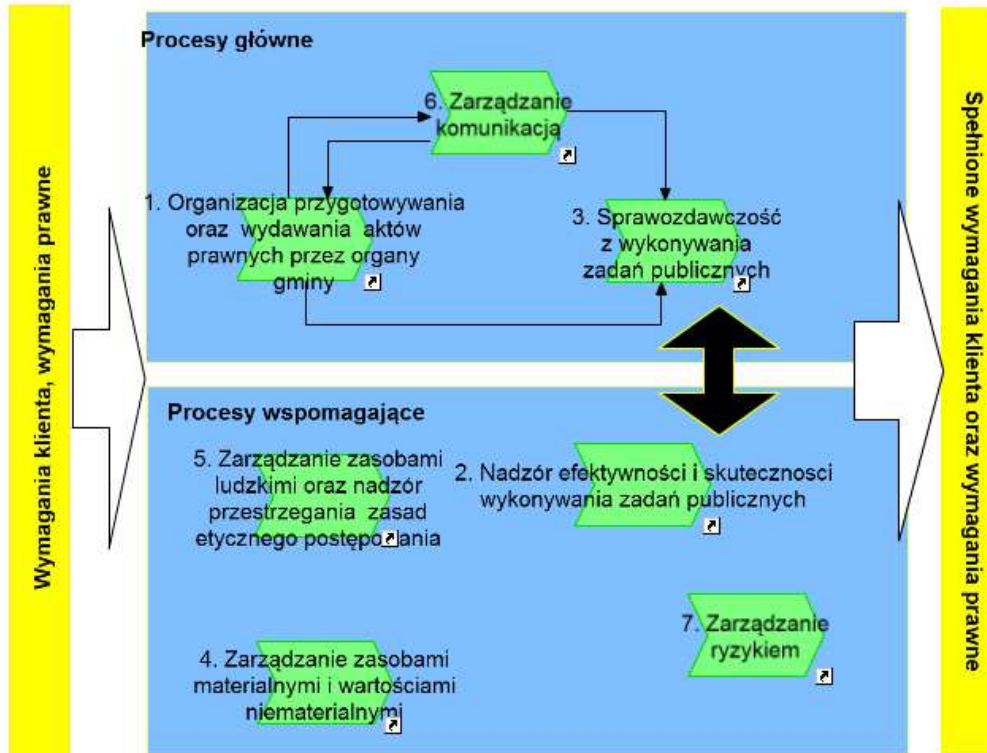 Wymagania klienta, wymagania prawne
Procesy główne
6. Zarządzanie
komunikacją
1. Organizacja przygotowywania
oraz wydawania aktów
prawnych przez organy
gminy
3. Sprawozdawczość
z wykonywania
zadań publicznych
Procesy wspomagające
5. Zarządzanie zasobami
ludzkimi oraz nadzór
przestrzegania zasad
etycznego postępowania
2. Nadzór efektywności i skutecznosci
wykonywania zadań publicznych
4. Zarządzanie zasobami
materialnymi i wartościami
niematerialnymi
7. Zarządzanie
ryzykiem
Spełnione wymagania klienta oraz wymagania prawne